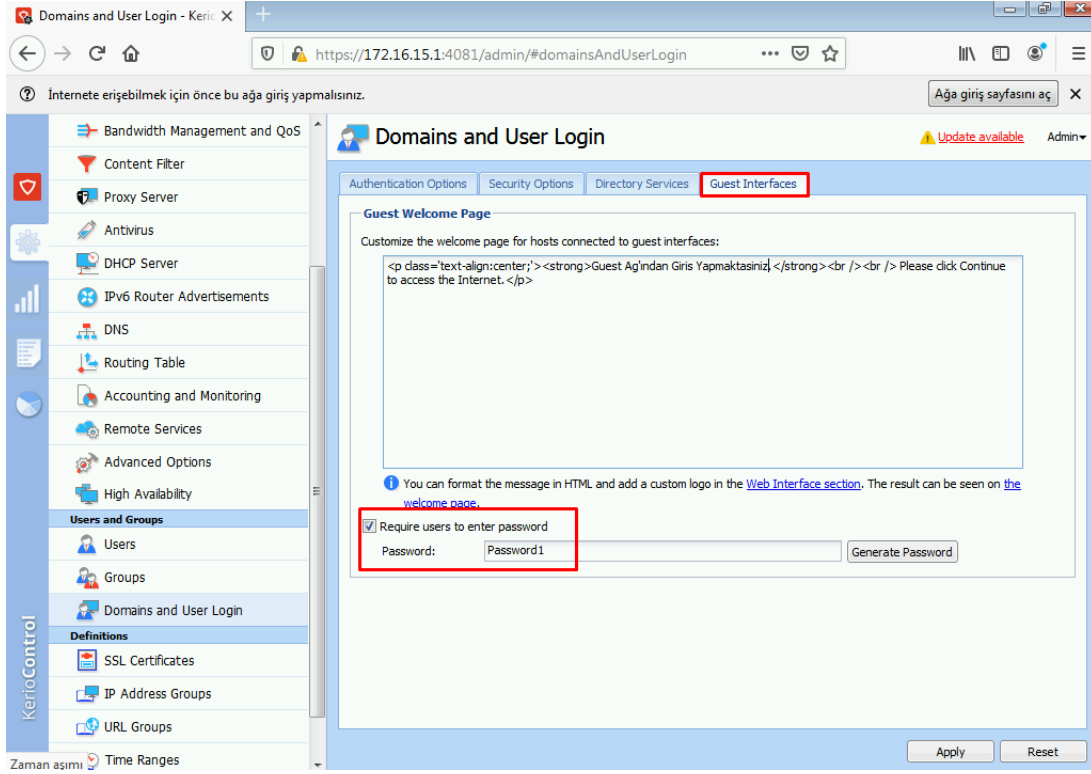 Domains and User Login - Keric
https://172.16.15.1:4081/admin/#domainsAndUserLogin
İnternete erişebilmek için önce bu ağa giriş yapmalısınız.
Ağa giriş sayfasını aç
Bandwidth Management and QoS
Content Filter
Proxy Server
Antivirus
DHCP Server
IPv6 Router Advertisements
DNS
Routing Table
Accounting and Monitoring
Remote Services
Advanced Options
High Availability
Users and Groups
Users
Groups
Domains and User Login
Definitions
SSL Certificates
IP Address Groups
URL Groups
Time Ranges
Zaman aşımı
KerioControl
Domains and User Login
Update available
Admin
Authentication Options
Security Options
Directory Services
Guest Interfaces
Guest Welcome Page
Customize the welcome page for hosts connected to guest interfaces:
<p class='text-align:center;'><strong>Guest Ag'ından Giris Yapmaktasiniz.</strong><br /><br /> Please click Continue
to access the Internet.</p>
You can format the message in HTML and add a custom logo in the Web Interface section. The result can be seen on the
welcome page.
Require users to enter password
Password:
Password1
Generate Password
Apply
Reset